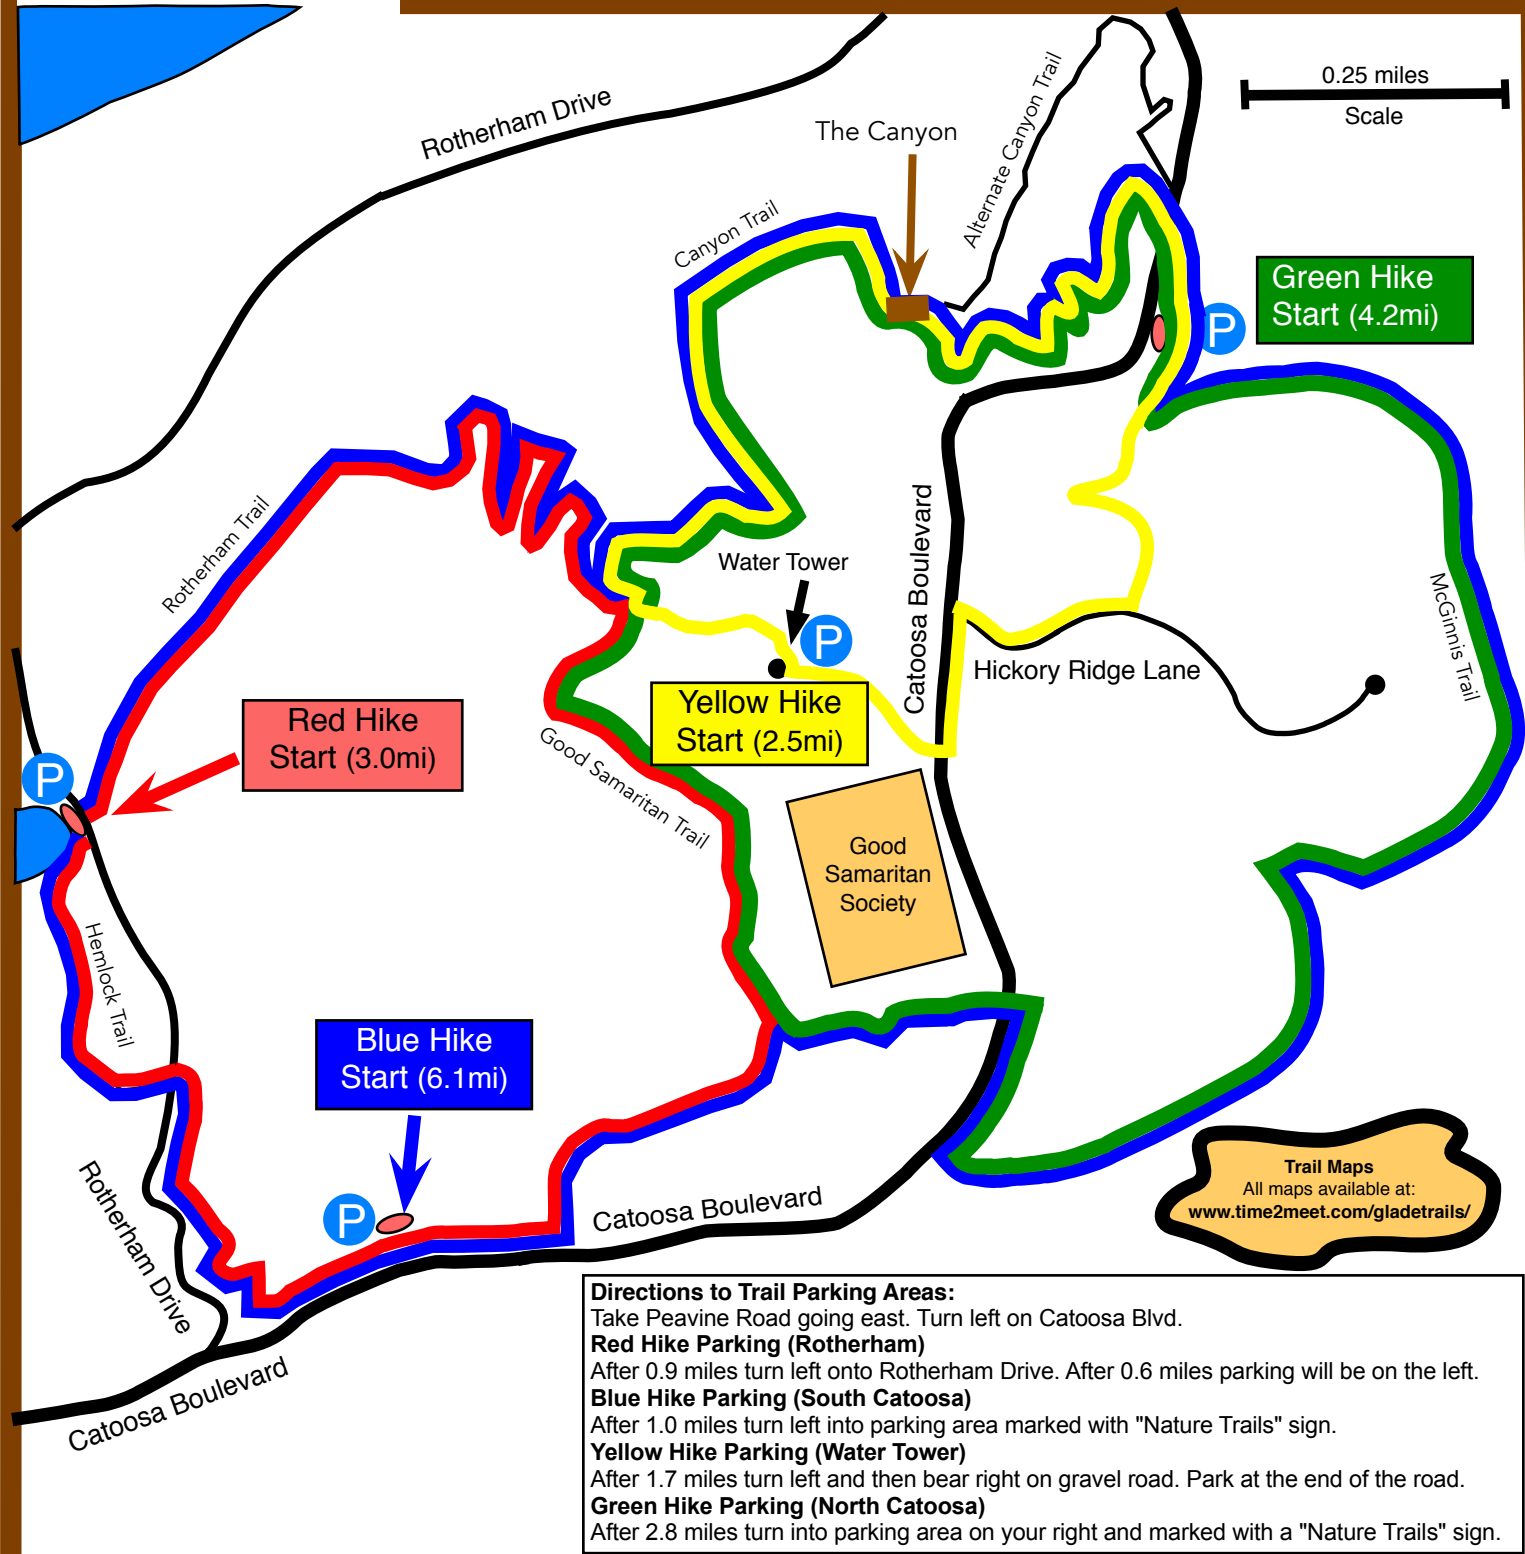 Rotherham Drive
0.25 miles
Scale
The Canyon
Alternate Canyon Trail
Canyon Trail
Green Hike
Start (4.2mi)
P
Rotherham Trail
Catoosa Boulevard
Water Tower
P
McGinnis Trail
Hickory Ridge Lane
Yellow Hike
Start (2.5mi)
Red Hike
Start (3.0mi)
P
Good Samaritan Trail
Good
Samaritan
Society
Hemlock Trail
Blue Hike
Start (6.1mi)
P
Rotherham Drive
Catoosa Boulevard
Trail Maps
All maps available at:
www.time2meet.com/gladetrails/
Catoosa Boulevard
Directions to Trail Parking Areas:
Take Peavine Road going east. Turn left on Catoosa Blvd.
Red Hike Parking (Rotherham)
After 0.9 miles turn left onto Rotherham Drive. After 0.6 miles parking will be on the left.
Blue Hike Parking (South Catoosa)
After 1.0 miles turn left into parking area marked with "Nature Trails" sign.
Yellow Hike Parking (Water Tower)
After 1.7 miles turn left and then bear right on gravel road. Park at the end of the road.
Green Hike Parking (North Catoosa)
After 2.8 miles turn into parking area on your right and marked with a "Nature Trails" sign.